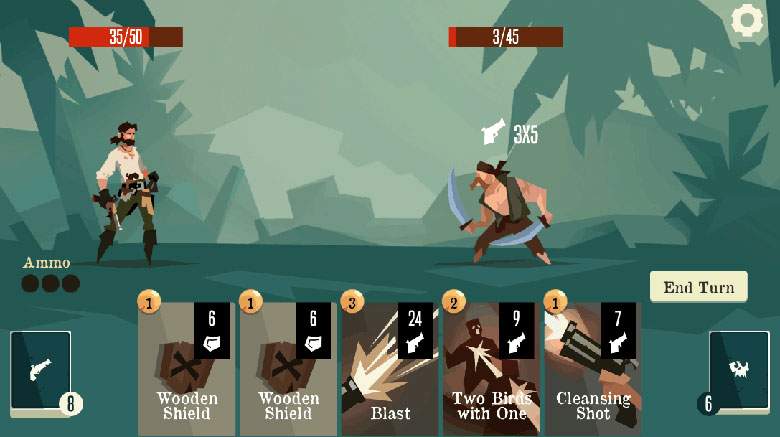 35/50
3/45
3X5
Ammo
End Turn
1
6
Wooden
Shield
1
6
Wooden
Shield
3
24
Blast
2
9
Two Birds
with One
1
7
Cleansing
Shot
8
6